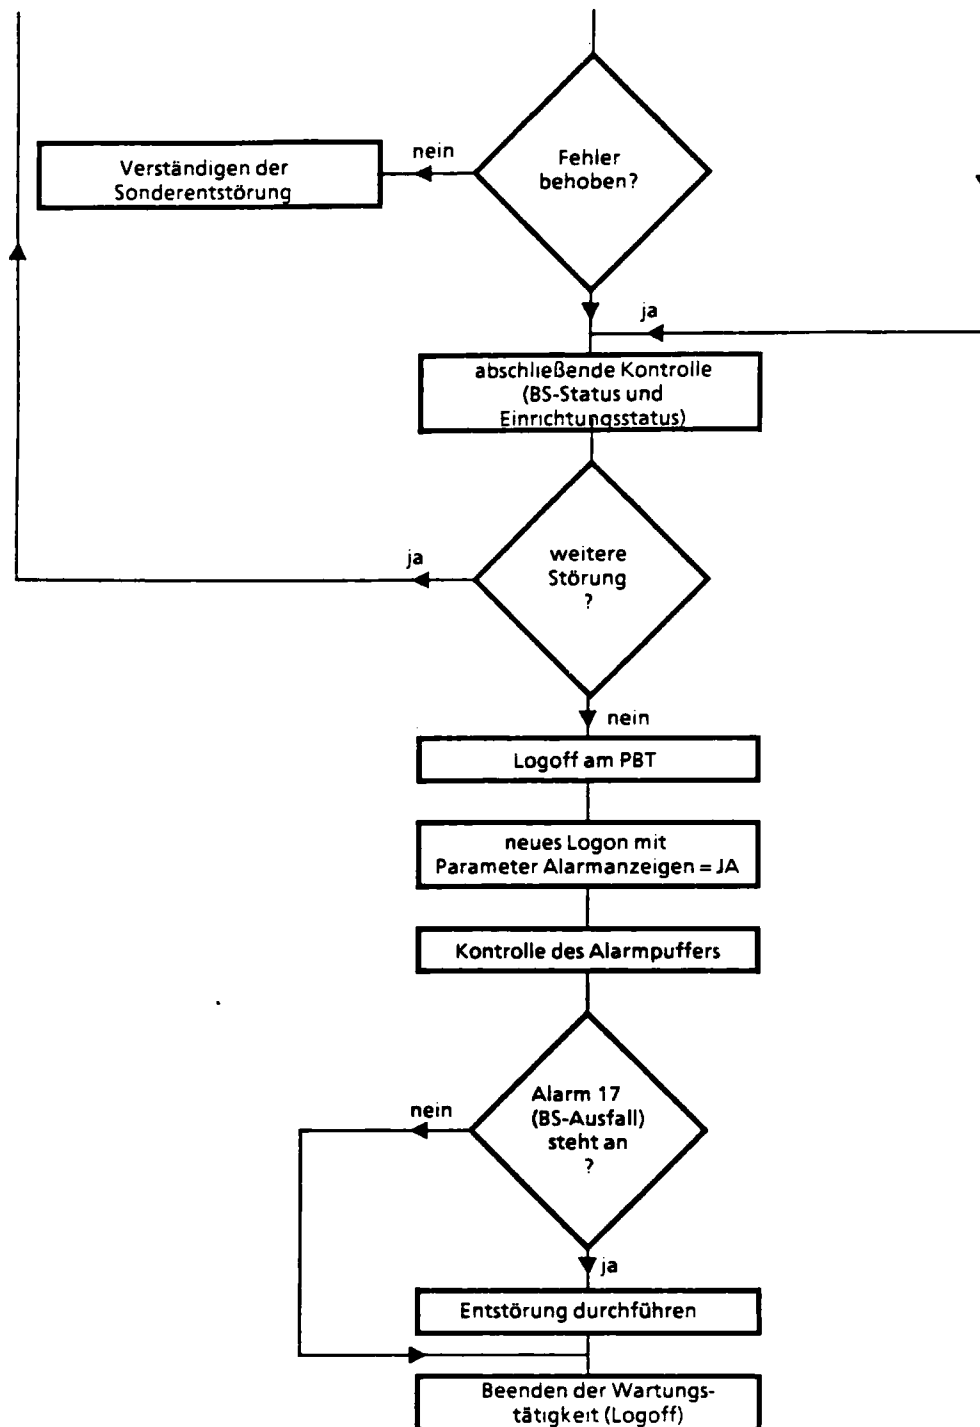 nein
Fehler
behoben?
Verständigen der
Sonderentstörung
ja
abschließende Kontrolle
(BS-Status und
Einrichtungsstatus)
weitere
Störung
?
ja
nein
Logoff am PBT
neues Logon mit
Parameter Alarmanzeigen = JA
Kontrolle des Alarmpuffers
Alarm 17
(BS-Ausfall)
steht an
?
nein
ja
Entstörung durchführen
Beenden der Wartungs-
tätigkeit (Logoff)